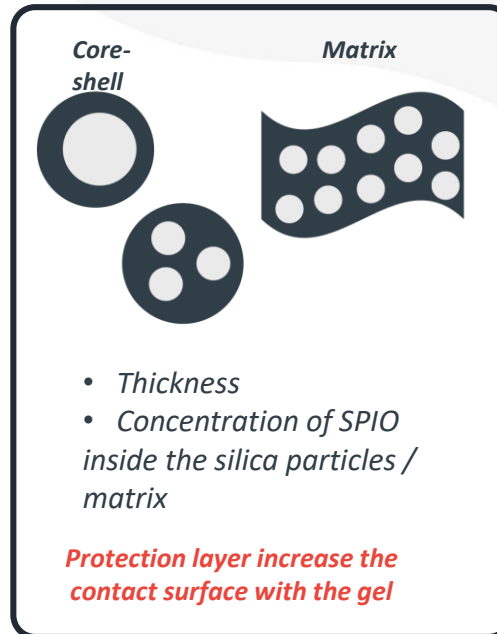 Core-
shell
Matrix
• Thickness
• Concentration of SPIO
inside the silica particles /
matrix
Protection layer increase the
contact surface with the gel